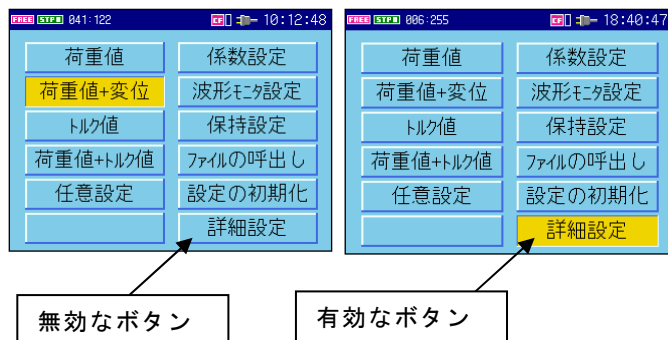 FREE STPⅡ 041:122 CF 10:12:48
荷重値 係数設定
荷重値+変位 波形ﾓﾆﾀ設定
ﾄﾙｸ値 保持設定
荷重値+ﾄﾙｸ値 ﾌｧｲﾙの呼出し
任意設定 設定の初期化
詳細設定
無効なボタン
FREE STPⅡ 006:255 CF 18:40:47
荷重値 係数設定
荷重値+変位 波形ﾓﾆﾀ設定
ﾄﾙｸ値 保持設定
荷重値+ﾄﾙｸ値 ﾌｧｲﾙの呼出し
任意設定 設定の初期化
詳細設定
有効なボタン